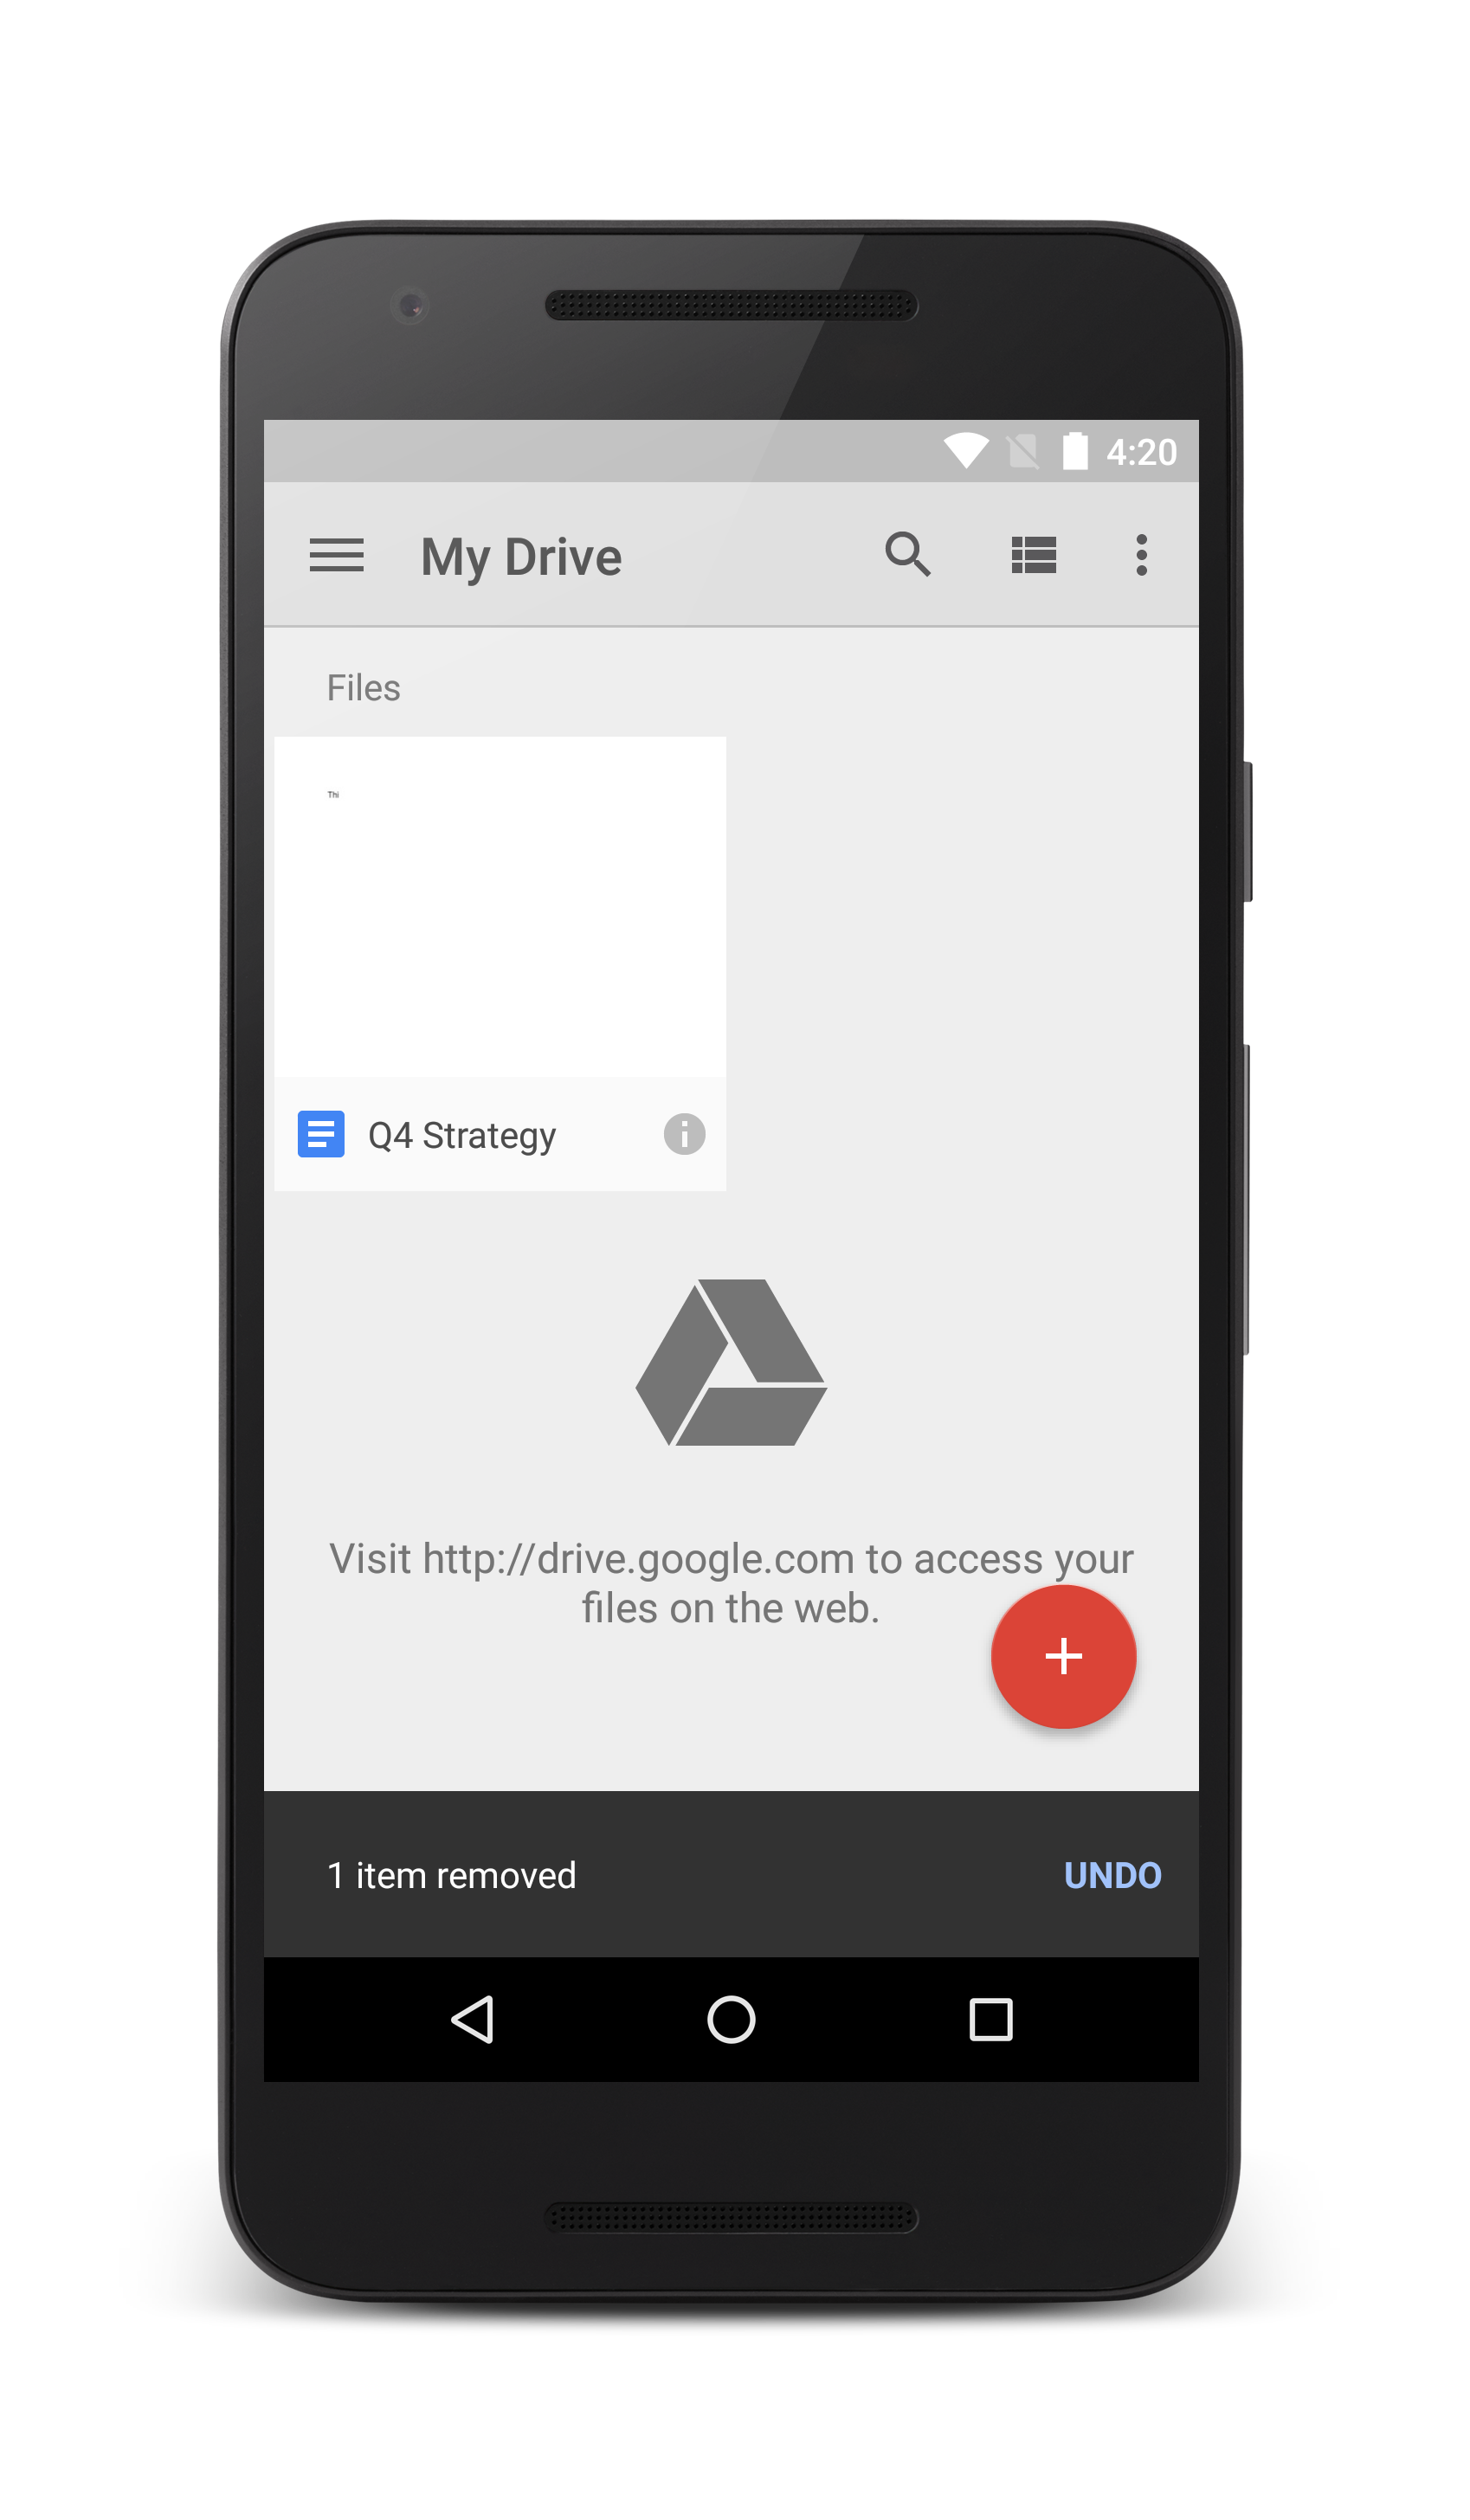 4:20
My Drive
Files
Thi
Q4 Strategy
Visit http://drive.google.com to access your
files on the web.
1 item removed
UNDO